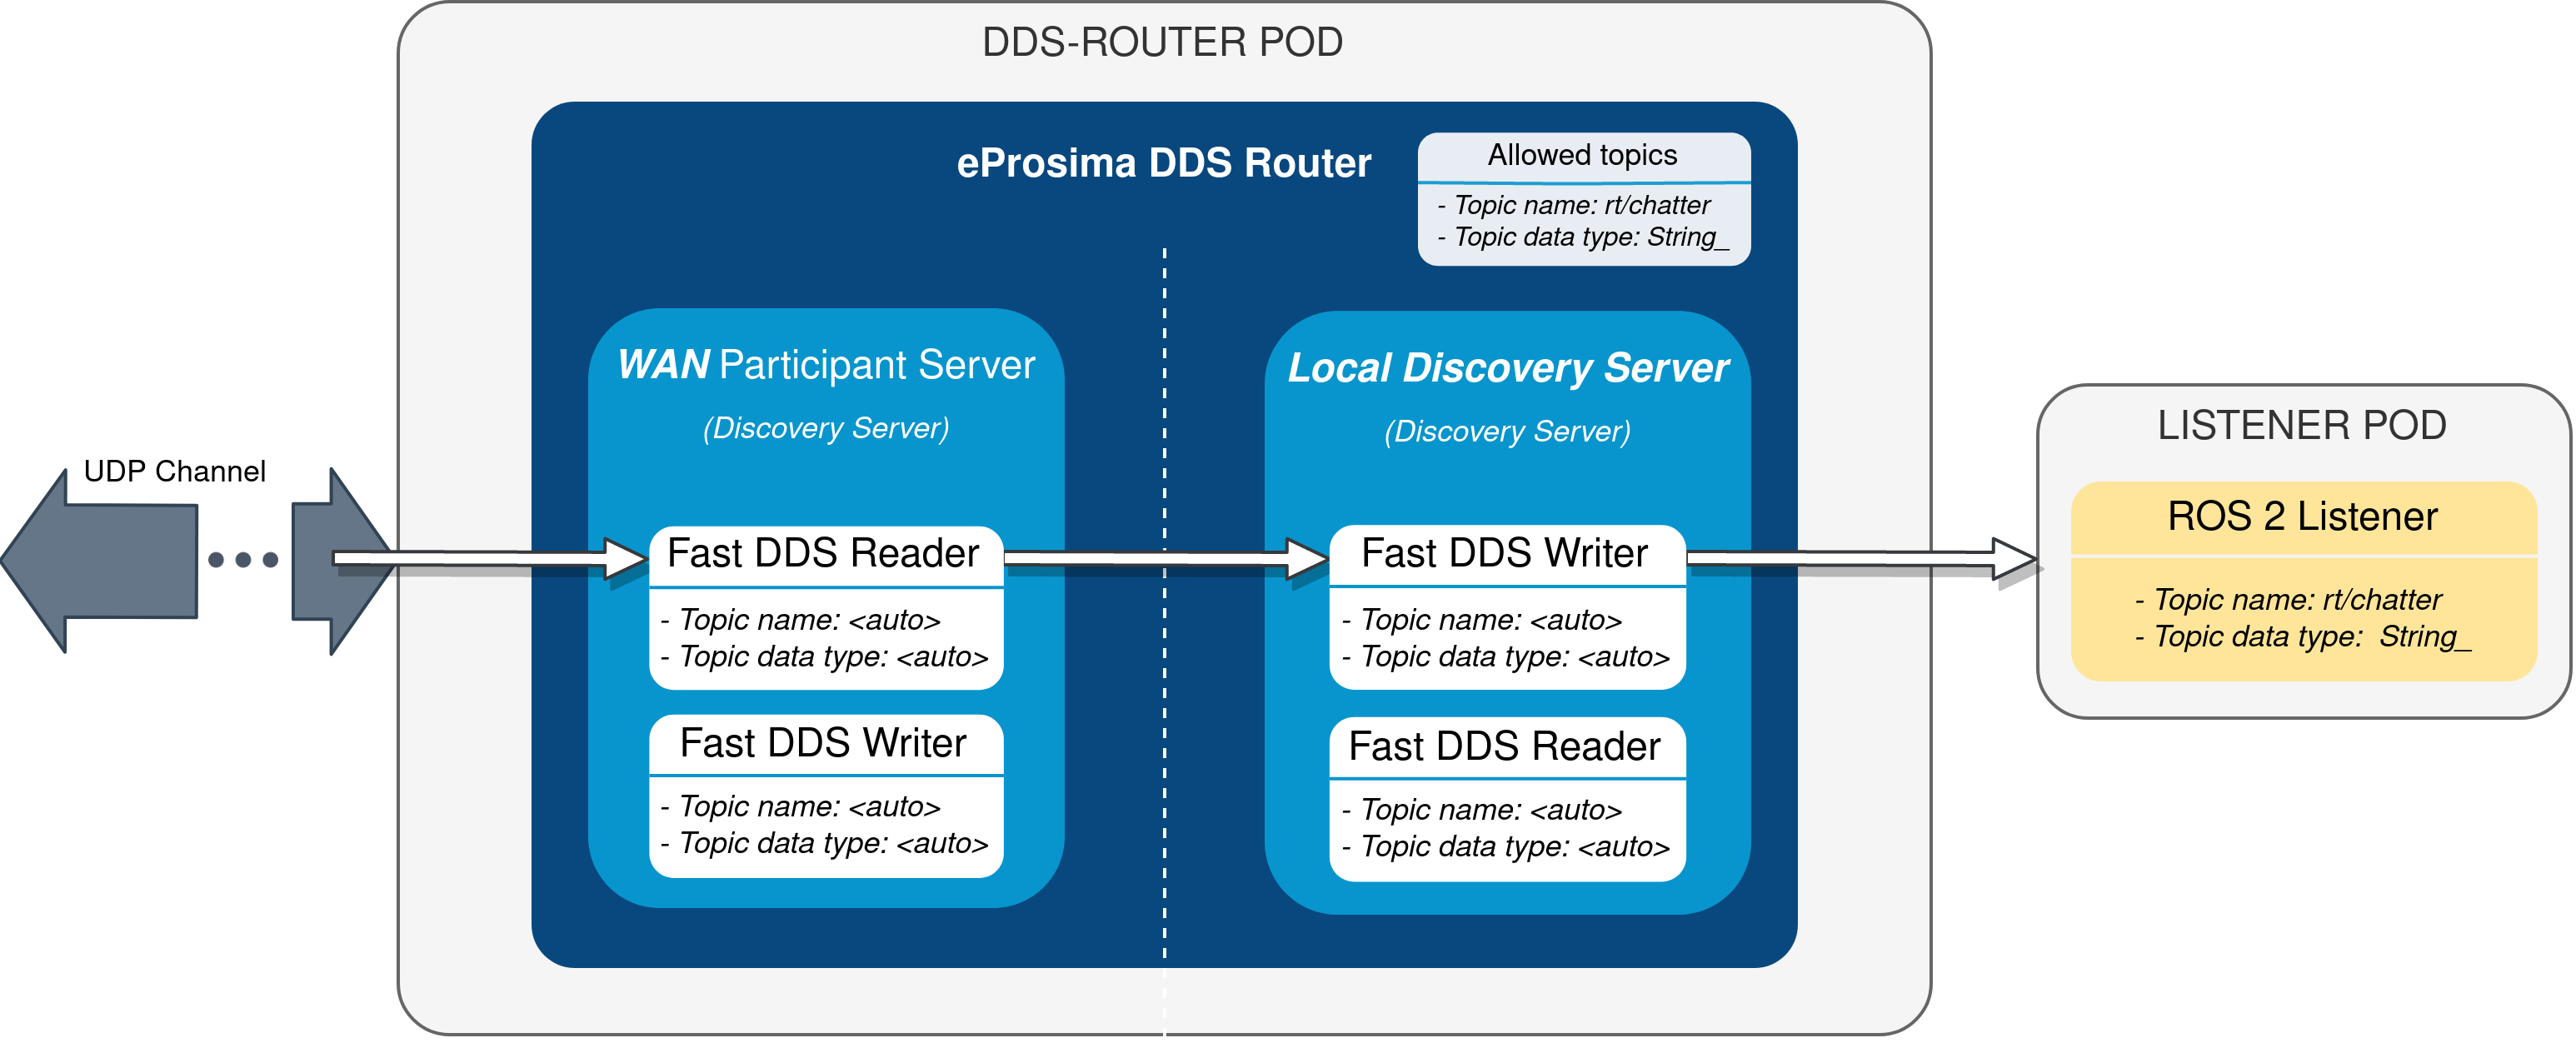 DDS-ROUTER POD
eProsima DDS Router
Allowed topics
- Topic name: rt/chatter
- Topic data type: String_
WAN Participant Server
(Discovery Server)
Local Discovery Server
(Discovery Server)
UDP Channel
Fast DDS Reader
- Topic name: <auto>
- Topic data type: <auto>
Fast DDS Writer
- Topic name: <auto>
- Topic data type: <auto>
Fast DDS Writer
- Topic name: <auto>
- Topic data type: <auto>
Fast DDS Reader
- Topic name: <auto>
- Topic data type: <auto>
LISTENER POD
ROS 2 Listener
- Topic name: rt/chatter
- Topic data type: String_